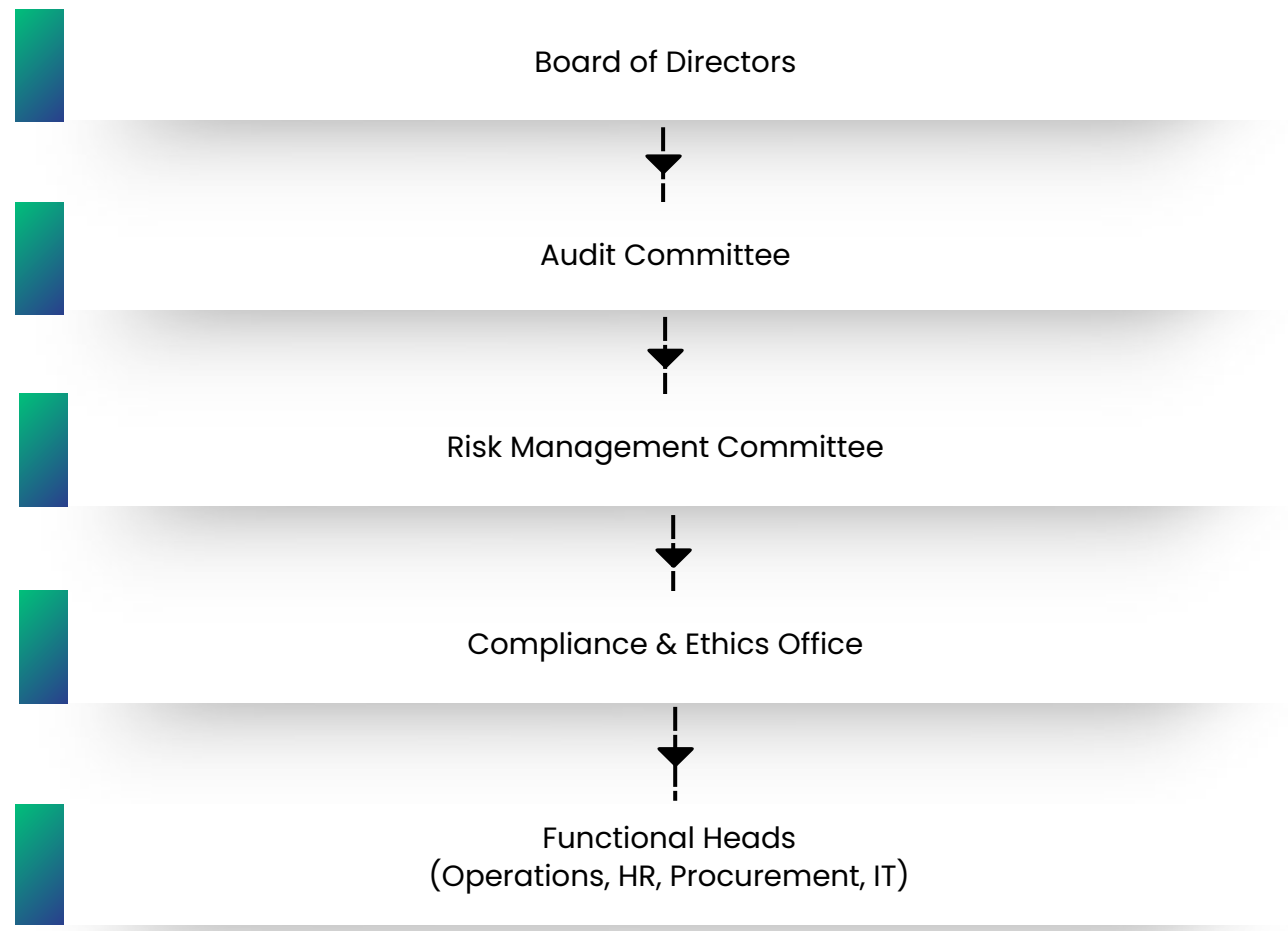 Board of Directors
Audit Committee
Risk Management Committee
Compliance & Ethics Office
Functional Heads
(Operations, HR, Procurement, IT)